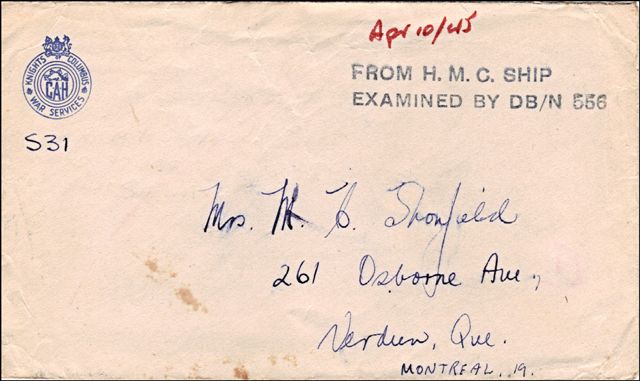 Apr 10/45
FROM H. M. C. SHIP
EXAMINED BY DB/N 556
KNIGHTS OF COLUMBUS
CAH
WAR SERVICES
S31
Mrs. M. C. Shonfield
261 Osborne Ave,
Verdun, Que.
MONTREAL. 19.